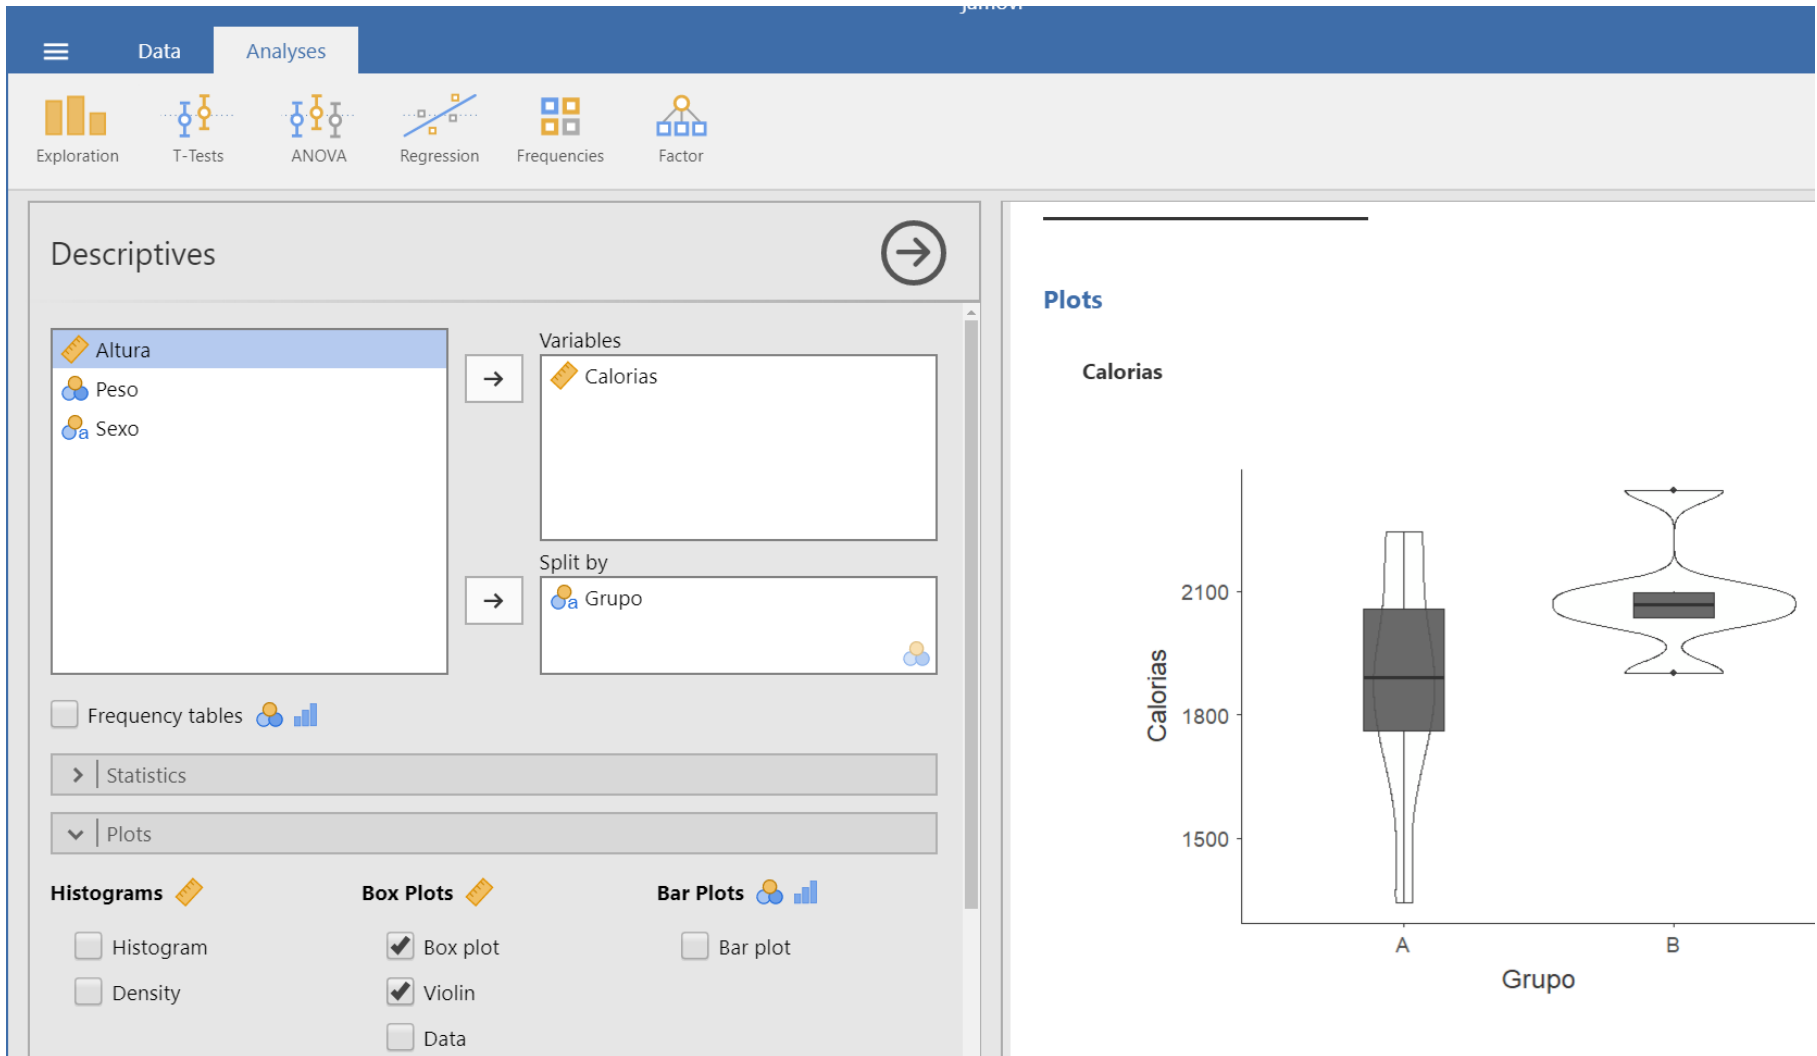 jamovi
Data
Analyses
Exploration
T-Tests
ANOVA
Regression
Frequencies
Factor
Descriptives
Altura
Peso
a Sexo
Variables
Calorias
Split by
a Grupo
Frequency tables
Statistics
Plots
Histograms
Box Plots
Bar Plots
Histogram
Box plot
Bar plot
Density
Violin
Data
Plots
Calorias
2100
1800
1500
Calorias
A
B
Grupo